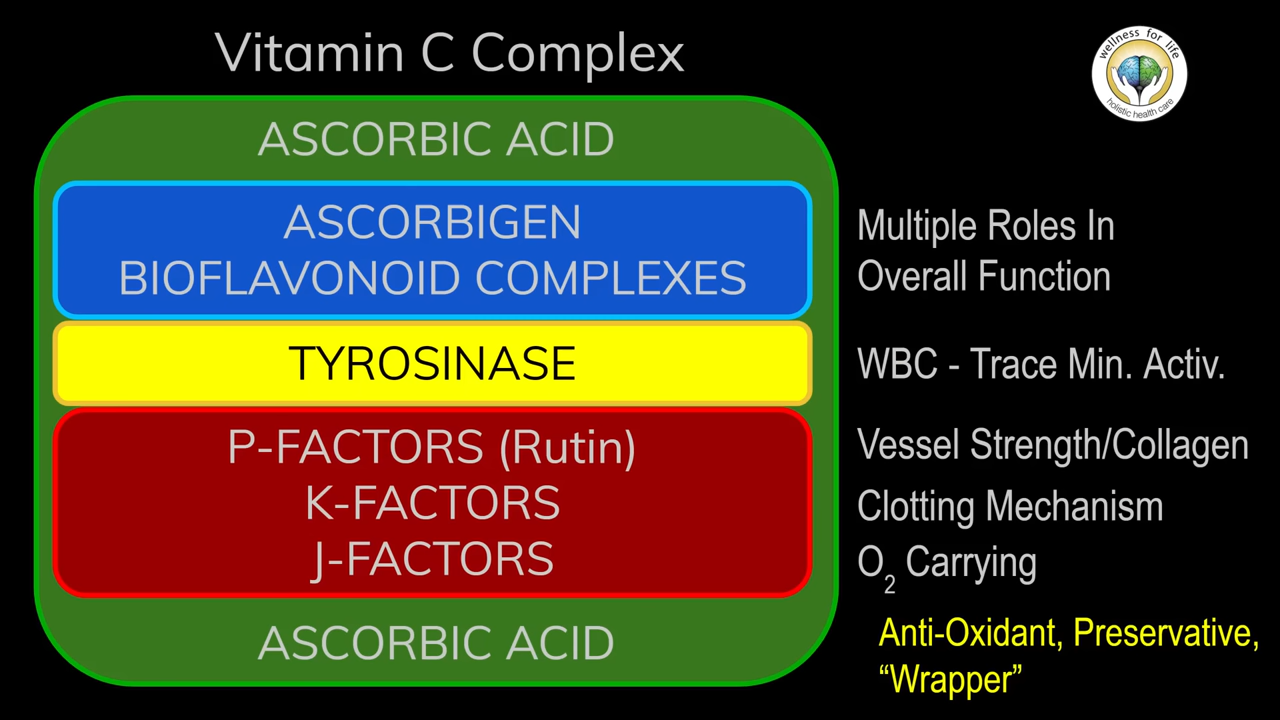 Vitamin C Complex
wellness for life
holistic health care
ASCORBIC ACID
ASCORBIGEN
BIOFLAVONOID COMPLEXES
Multiple Roles In
Overall Function
TYROSINASE
WBC - Trace Min. Activ.
P-FACTORS (Rutin)
Vessel Strength/Collagen
K-FACTORS
Clotting Mechanism
J-FACTORS
O₂ Carrying
ASCORBIC ACID
Anti-Oxidant, Preservative,
“Wrapper”